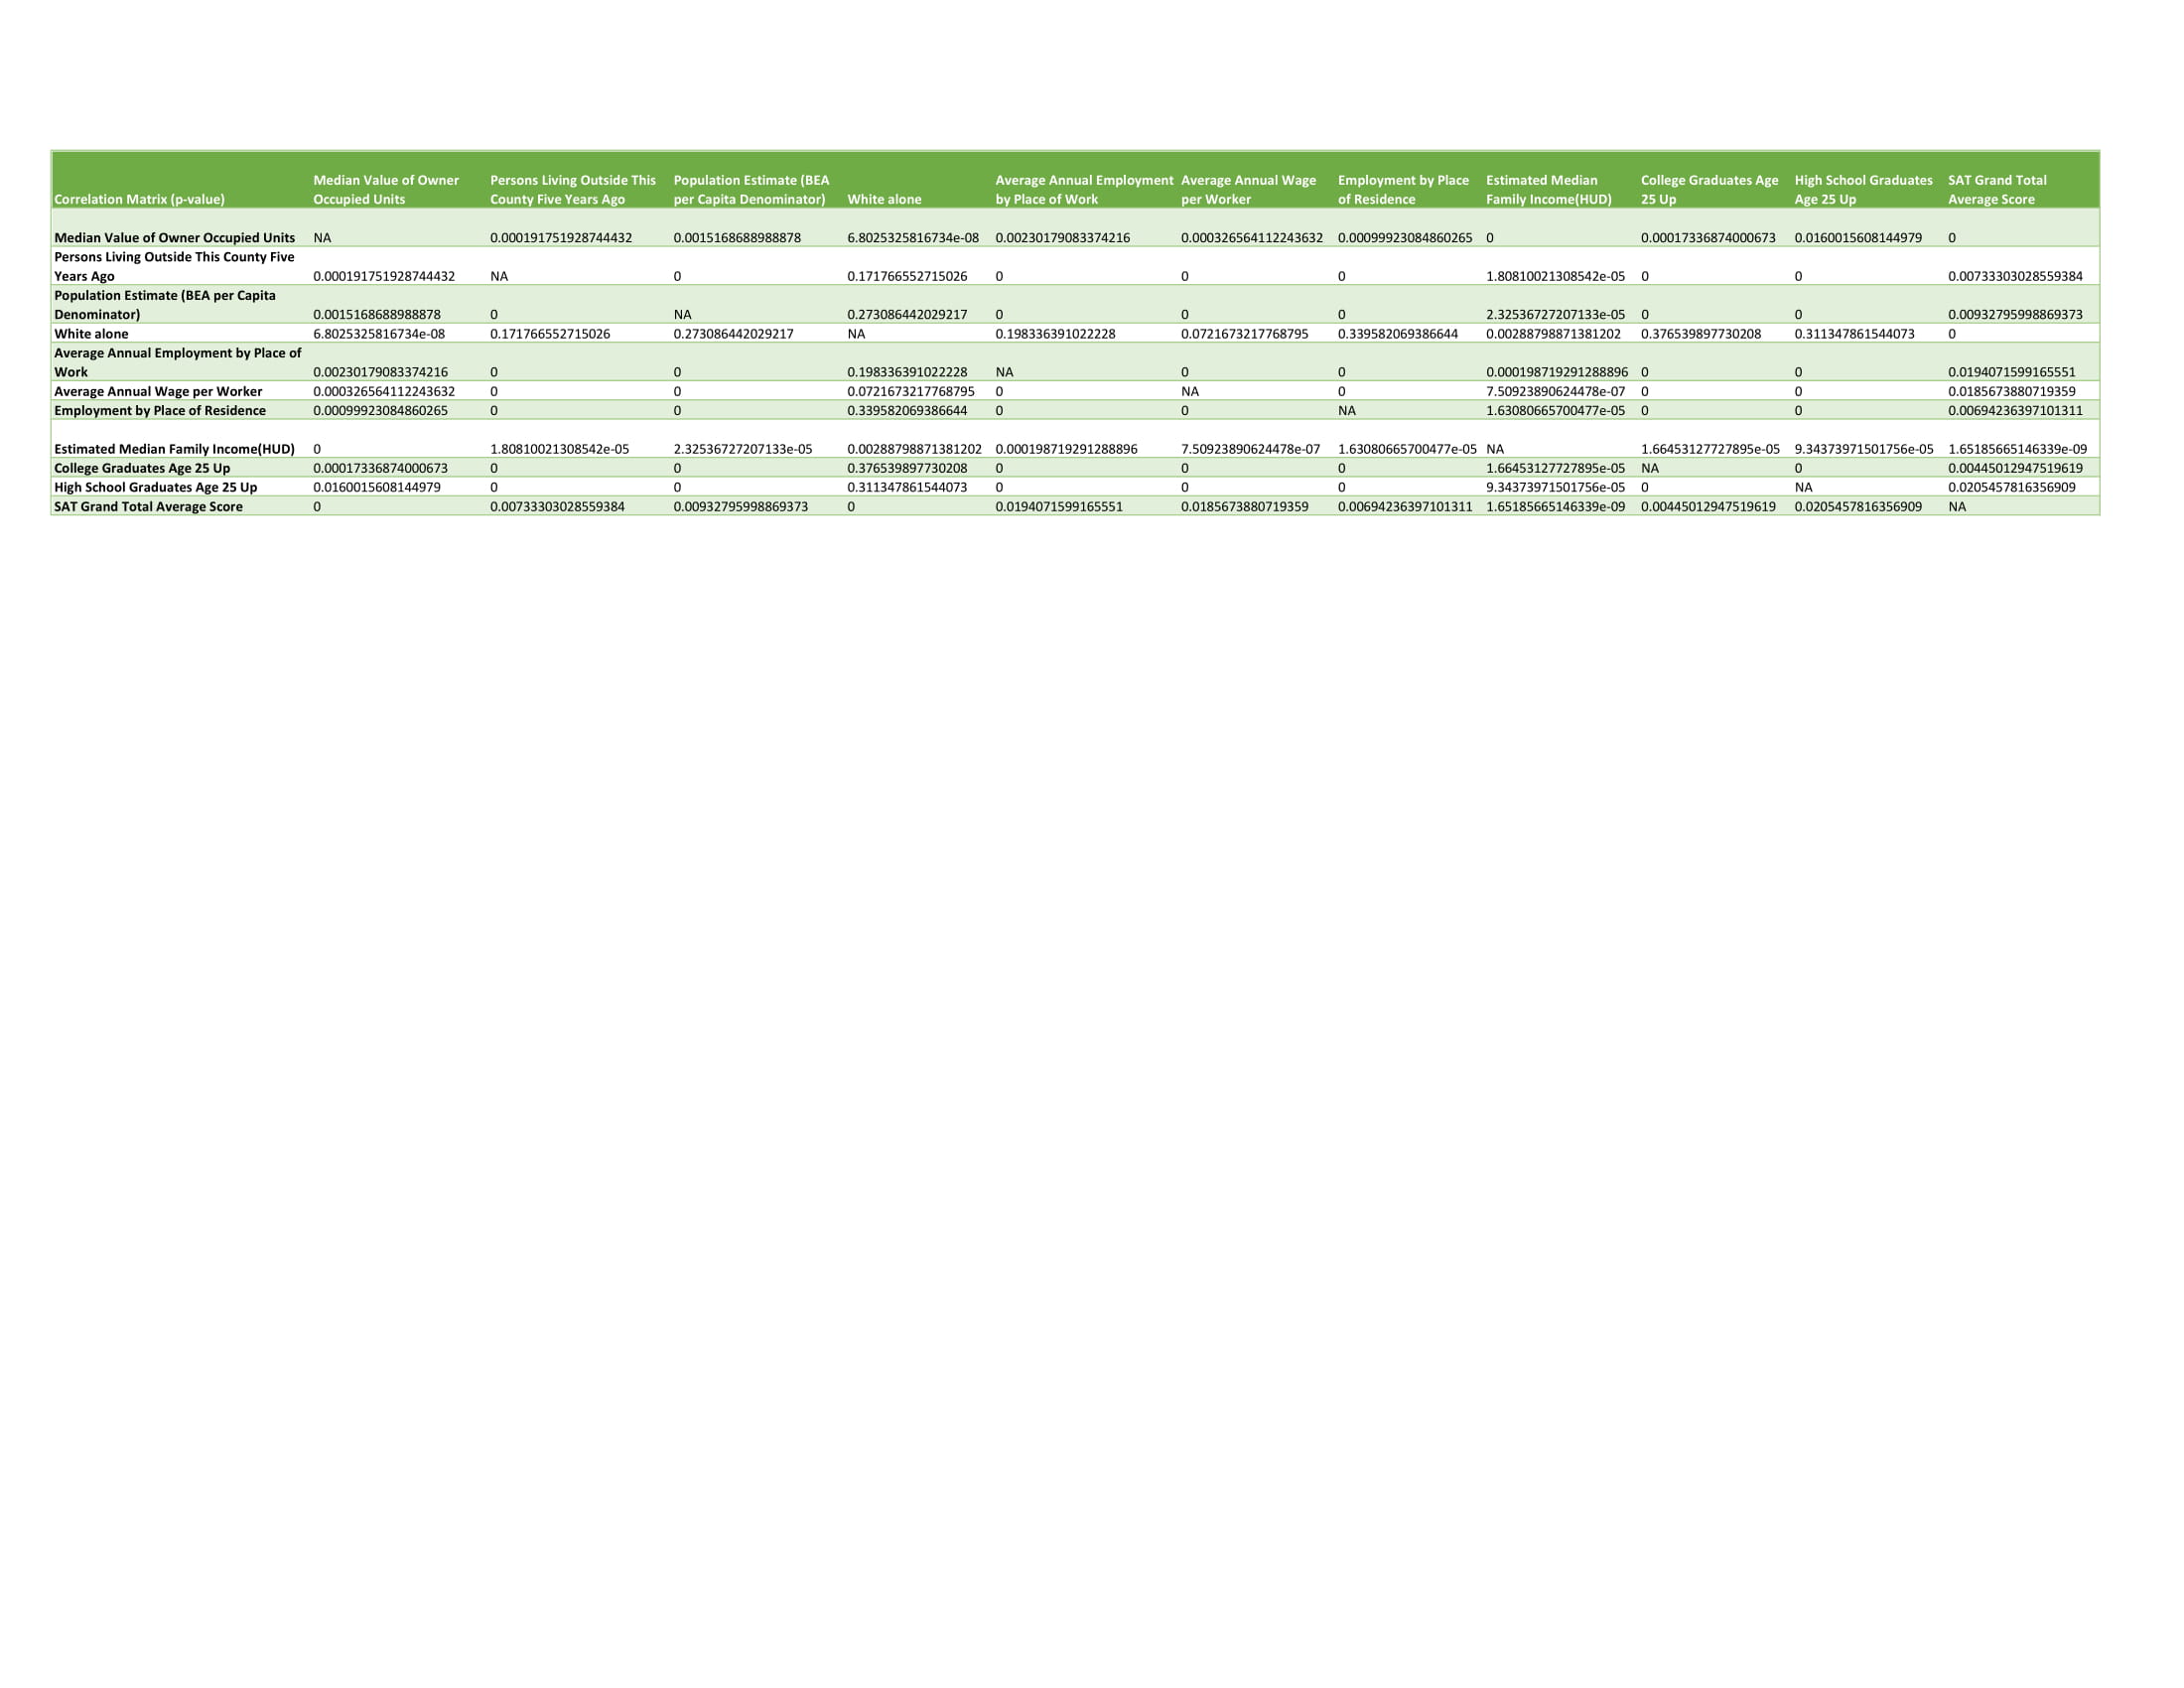 Median Value of Owner Persons Living Outside This Population Estimate (BEA Average Annual Employment Average Annual Wage Employment by Place Estimated Median College Graduates Age High School Graduates SAT Grand Total
Correlation Matrix (p-value) Occupied Units County Five Years Ago per Capita Denominator) White alone by Place of Work per Worker of Residence Family Income(HUD) 25 Up Age 25 Up Average Score
Median Value of Owner Occupied Units NA 0.000191751928744432 0.0015168688988878 6.8025325816734e-08 0.00230179083374216 0.000326564112243632 0.00099923084860265 0 0.00017336874000673 0.0160015608144979 0
Persons Living Outside This County Five
Years Ago 0.000191751928744432 NA 0 0.171766552715026 0 0 0 1.80810021308542e-05 0 0 0.00733303028559384
Population Estimate (BEA per Capita
Denominator) 0.0015168688988878 0 NA 0.273086442029217 0 0 0 2.32536727207133e-05 0 0 0.00932795998869373
White alone 6.8025325816734e-08 0.171766552715026 0.273086442029217 NA 0.198336391022228 0.0721673217768795 0.339582069386644 0.00288798871381202 0.376539897730208 0.311347861544073 0
Average Annual Employment by Place of
Work 0.00230179083374216 0 0 0.198336391022228 NA 0 0 0.000198719291288896 0 0 0.0194071599165551
Average Annual Wage per Worker 0.000326564112243632 0 0 0.0721673217768795 0 NA 0 7.50923890624478e-07 0 0 0.0185673880719359
Employment by Place of Residence 0.00099923084860265 0 0 0.339582069386644 0 0 NA 1.63080665700477e-05 0 0 0.00694236397101311
Estimated Median Family Income(HUD) 0 1.80810021308542e-05 2.32536727207133e-05 0.00288798871381202 0.000198719291288896 7.50923890624478e-07 1.63080665700477e-05 NA 1.66453127727895e-05 9.34373971501756e-05 1.65185665146339e-09
College Graduates Age 25 Up 0.00017336874000673 0 0 0.376539897730208 0 0 0 1.66453127727895e-05 NA 0 0.00445012947519619
High School Graduates Age 25 Up 0.0160015608144979 0 0 0.311347861544073 0 0 0 9.34373971501756e-05 0 NA 0.0205457816356909
SAT Grand Total Average Score 0 0.00733303028559384 0.00932795998869373 0 0.0194071599165551 0.0185673880719359 0.00694236397101311 1.65185665146339e-09 0.00445012947519619 0.0205457816356909 NA